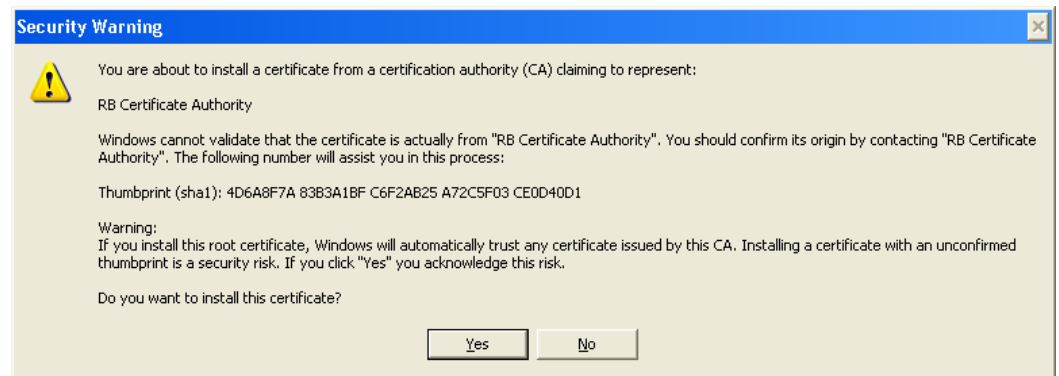 Security Warning
You are about to install a certificate from a certification authority (CA) claiming to represent:
RB Certificate Authority
Windows cannot validate that the certificate is actually from "RB Certificate Authority". You should confirm its origin by contacting "RB Certificate
Authority". The following number will assist you in this process:
Thumbprint (sha1): 4D6A8F7A 83B3A1BF C6F2AB25 A72C5F03 CE0D40D1
Warning:
If you install this root certificate, Windows will automatically trust any certificate issued by this CA. Installing a certificate with an unconfirmed
thumbprint is a security risk. If you click "Yes" you acknowledge this risk.
Do you want to install this certificate?
Yes No